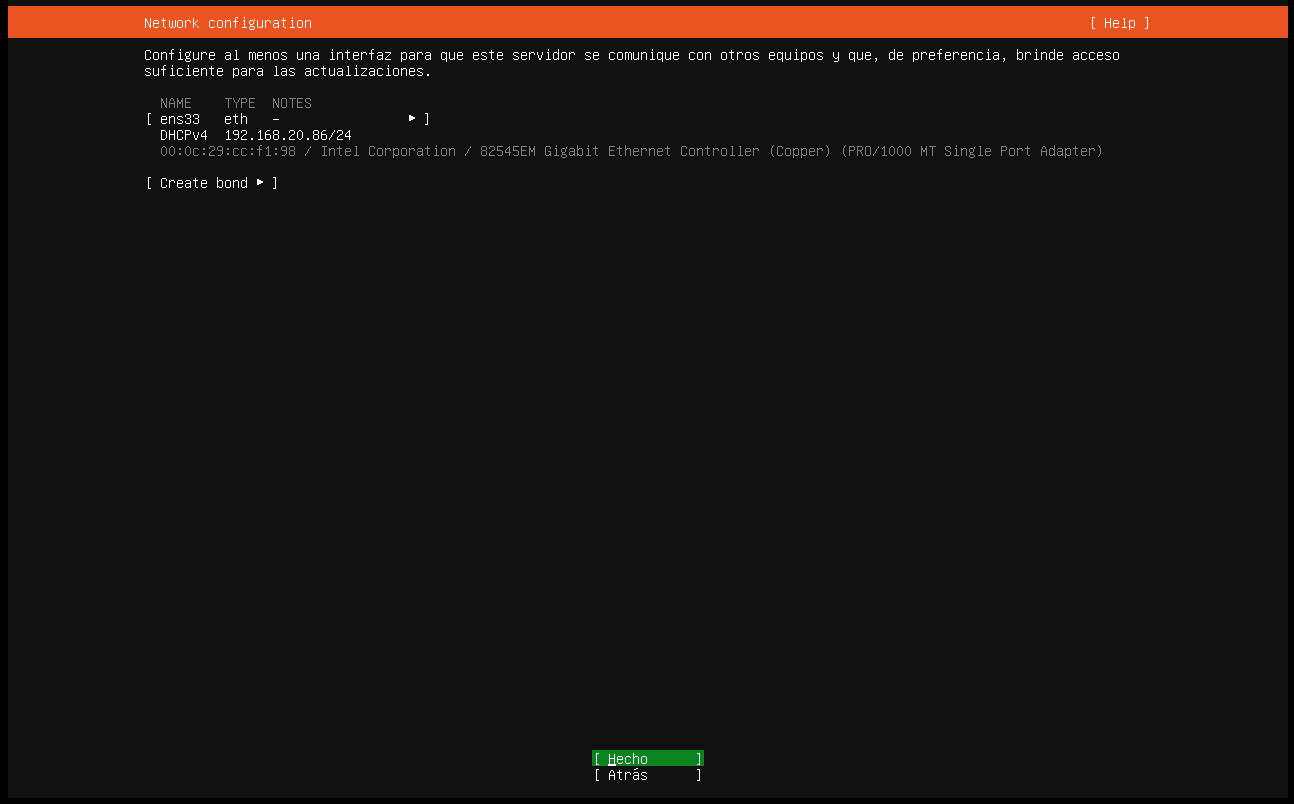 Network configuration [ Help ]
Configure al menos una interfaz para que este servidor se comunique con otros equipos y que, de preferencia, brinde acceso
suficiente para las actualizaciones.
NAME TYPE NOTES
[ ens33 eth – ▸ ]
DHCPv4 192.168.20.86/24
00:0c:29:cc:f1:98 / Intel Corporation / 82545EM Gigabit Ethernet Controller (Copper) (PRO/1000 MT Single Port Adapter)
[ Create bond ▸ ]
[ Hecho ]
[ Atrás ]